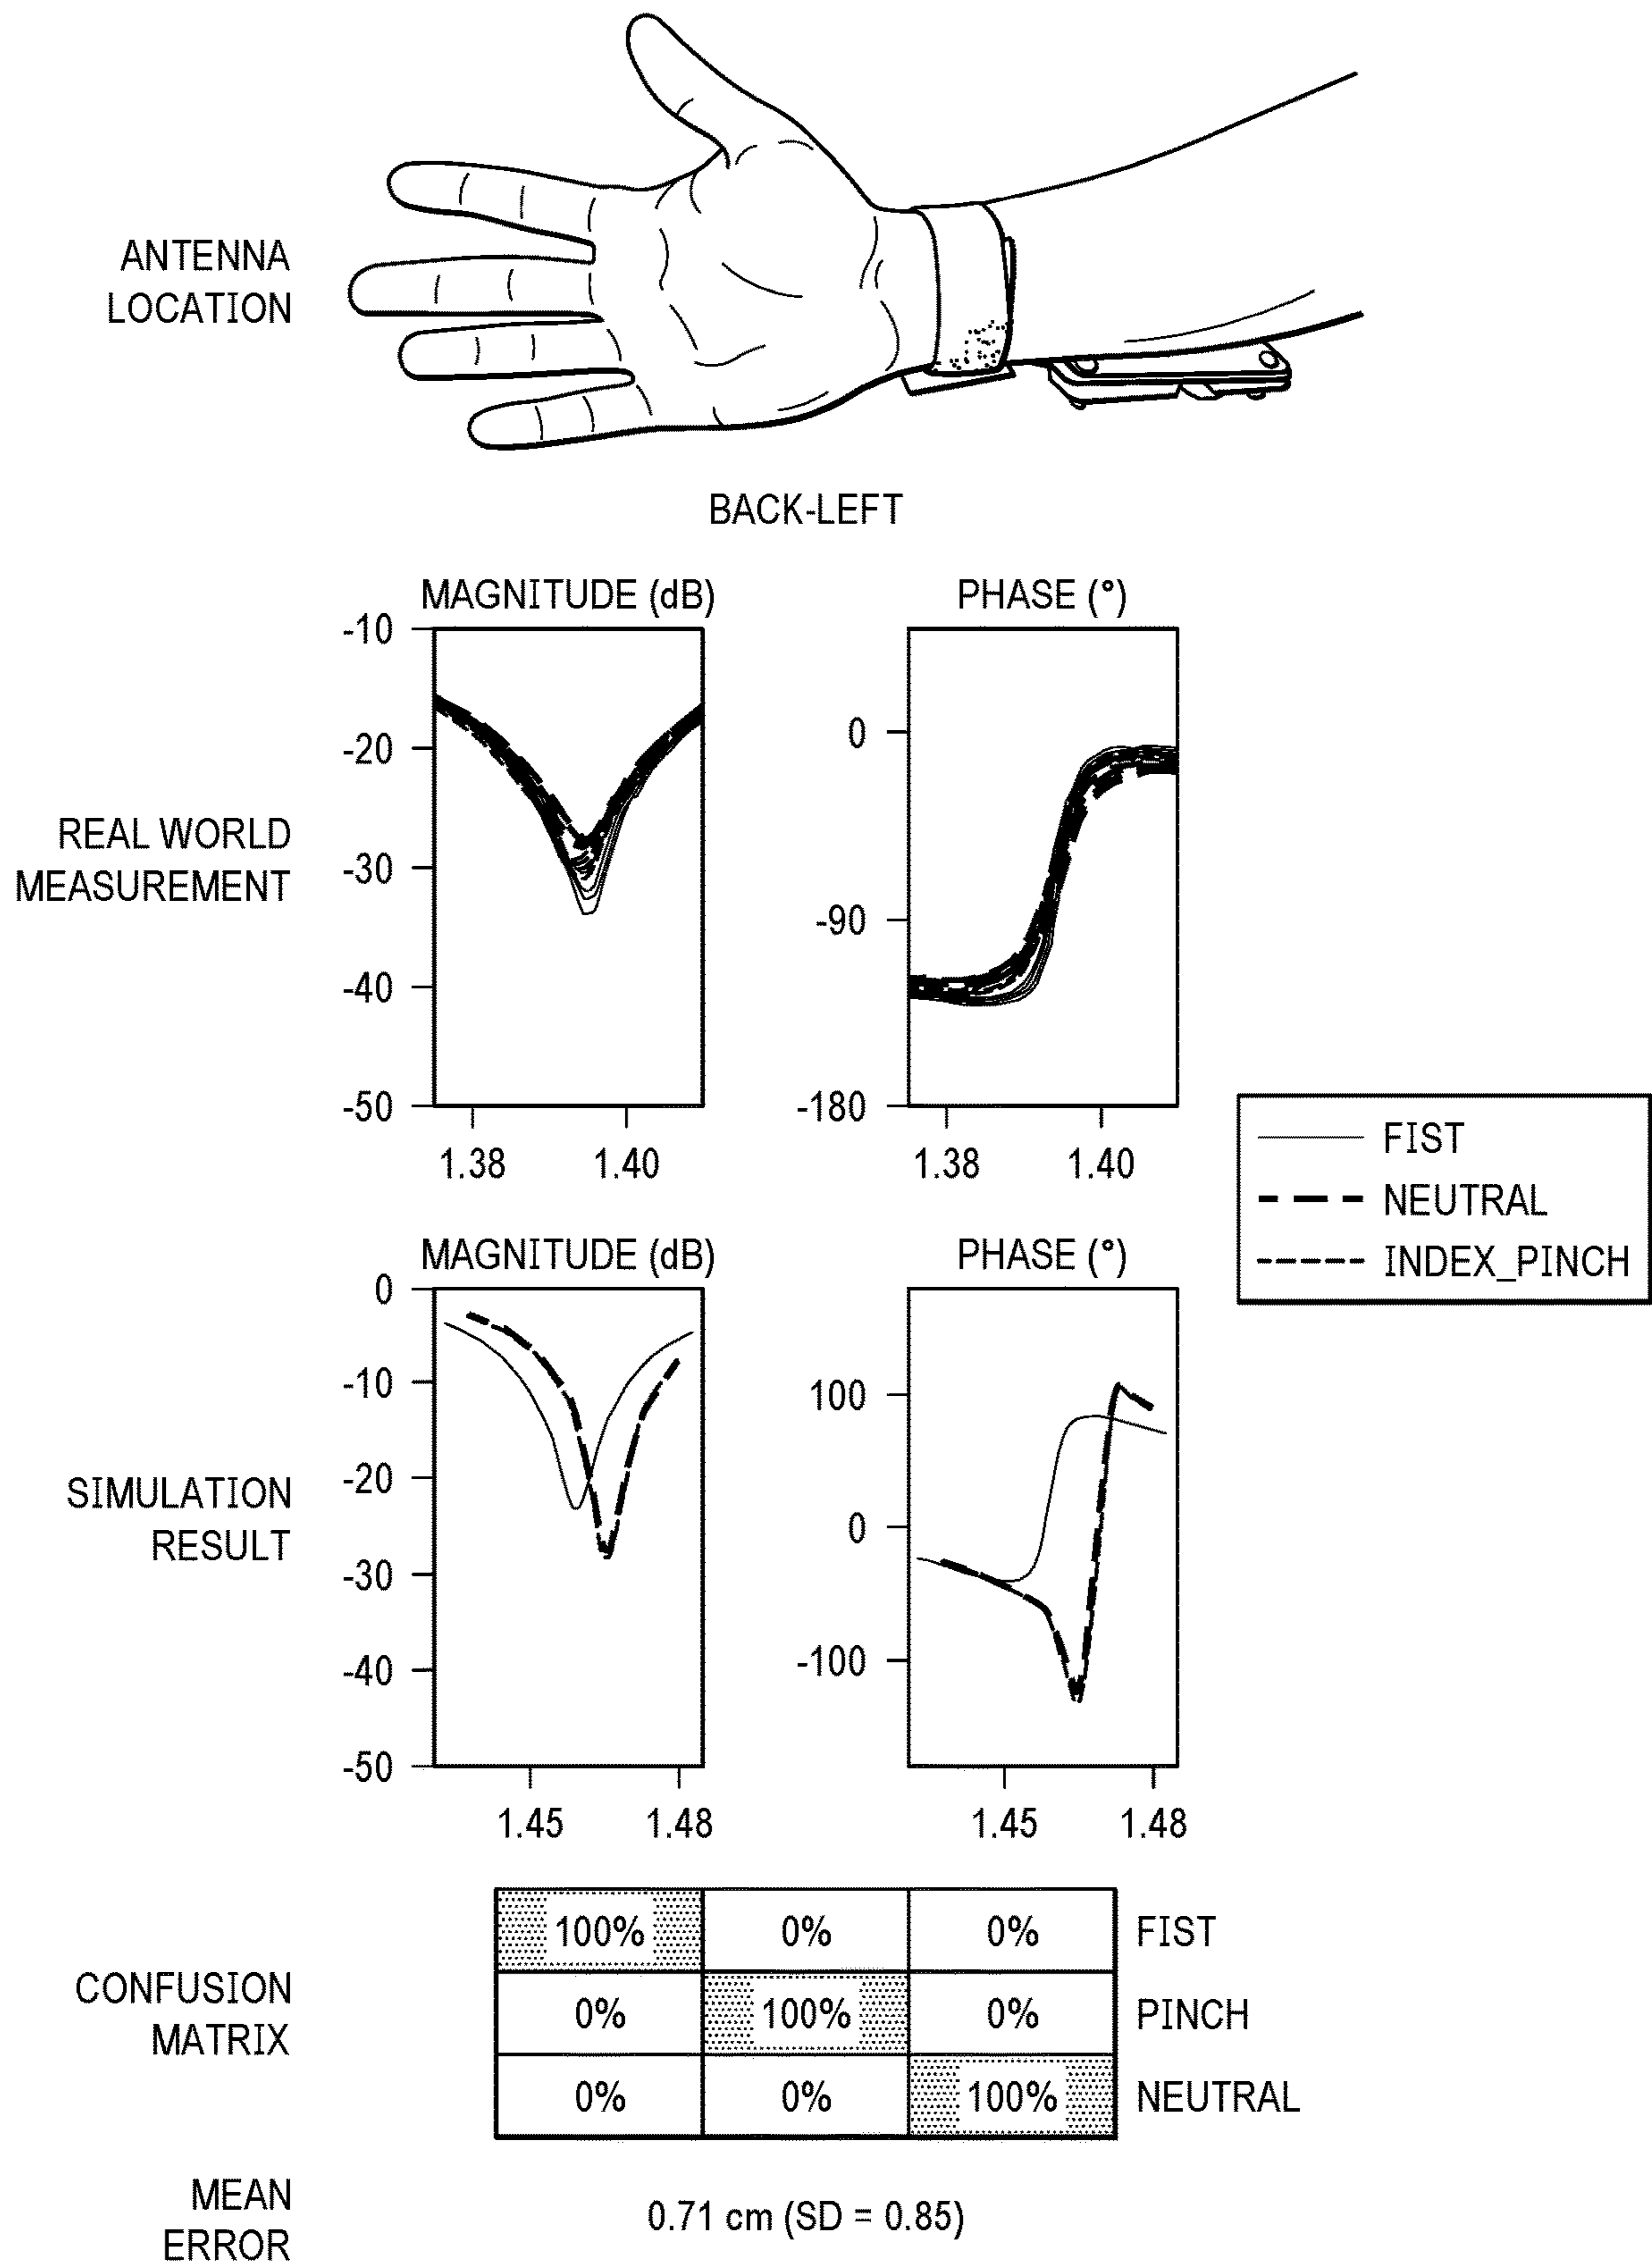 ANTENNA
LOCATION
BACK-LEFT
MAGNITUDE (dB)
PHASE (°)
-10
-20
-30
-40
-50
0
-90
-180
REAL WORLD
MEASUREMENT
1.38
1.40
1.38
1.40
FIST
NEUTRAL
INDEX_PINCH
MAGNITUDE (dB)
PHASE (°)
0
-10
-20
-30
-40
-50
100
0
-100
SIMULATION
RESULT
1.45
1.48
1.45
1.48
CONFUSION
MATRIX
100% 0% 0% FIST
0% 100% 0% PINCH
0% 0% 100% NEUTRAL
MEAN
ERROR
0.71 cm (SD = 0.85)